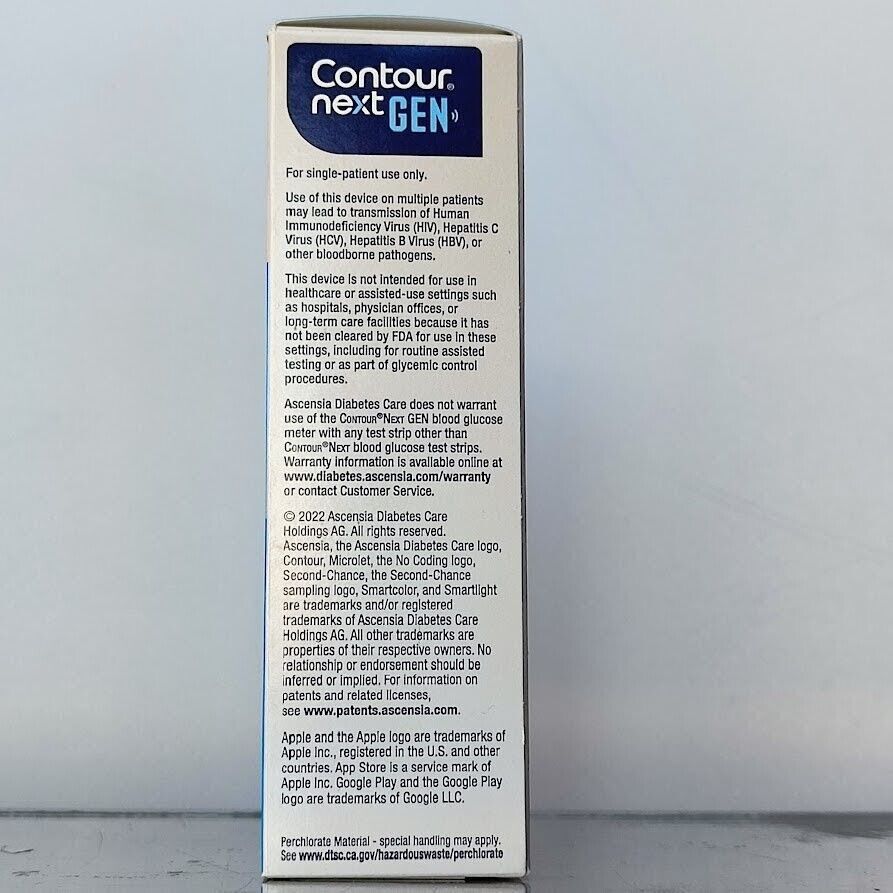 Contour®
next GEN
For single-patient use only.
Use of this device on multiple patients
may lead to transmission of Human
Immunodeficiency Virus (HIV), Hepatitis C
Virus (HCV), Hepatitis B Virus (HBV), or
other bloodborne pathogens.
This device is not intended for use in
healthcare or assisted-use settings such
as hospitals, physician offices, or
long-term care facilities because it has
not been cleared by FDA for use in these
settings, including for routine assisted
testing or as part of glycemic control
procedures.
Ascensia Diabetes Care does not warrant
use of the CONTOUR®NEXT GEN blood glucose
meter with any test strip other than
CONTOUR®NEXT blood glucose test strips.
Warranty information is available online at
www.diabetes.ascensia.com/warranty
or contact Customer Service.
© 2022 Ascensia Diabetes Care
Holdings AG. All rights reserved.
Ascensia, the Ascensia Diabetes Care logo,
Contour, Microlet, the No Coding logo,
Second-Chance, the Second-Chance
sampling logo, Smartcolor, and Smartlight
are trademarks and/or registered
trademarks of Ascensia Diabetes Care
Holdings AG. All other trademarks are
properties of their respective owners. No
relationship or endorsement should be
inferred or implied. For information on
patents and related licenses,
see www.patents.ascensia.com.
Apple and the Apple logo are trademarks of
Apple Inc., registered in the U.S. and other
countries. App Store is a service mark of
Apple Inc. Google Play and the Google Play
logo are trademarks of Google LLC.
Perchlorate Material - special handling may apply.
See www.dtsc.ca.gov/hazardouswaste/perchlorate